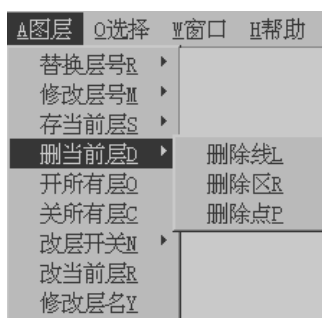 A图层 O选择 W窗口 H帮助
替换层号R
修改层号M
存当前层S
删当前层D 删除线L
开所有层O 删除区R
关所有层C 删除点P
改层开关N
改当前层R
修改层名Y